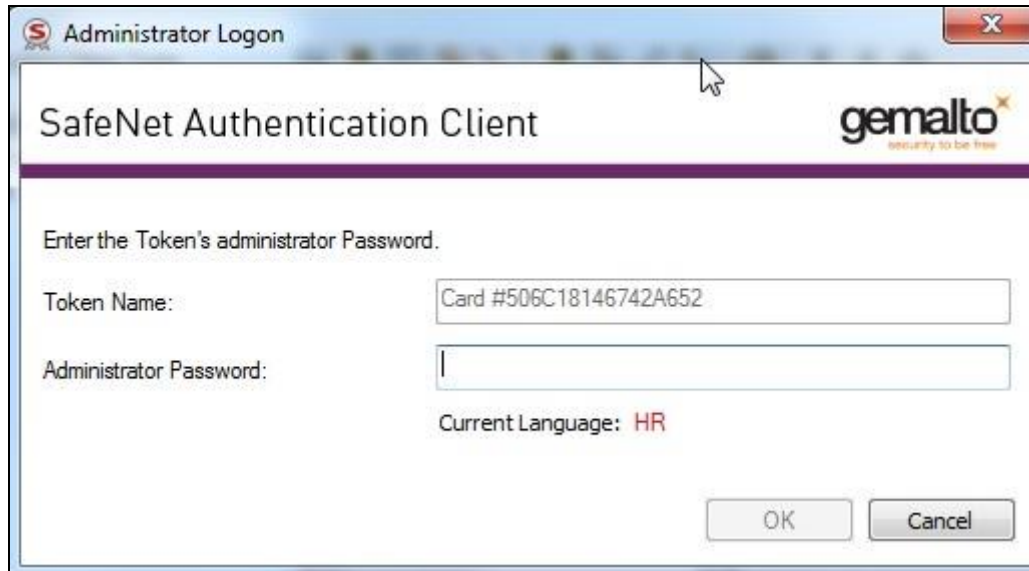 Administrator Logon
SafeNet Authentication Client
gemalto
security to be free
Enter the Token's administrator Password.
Token Name: Card #506C18146742A652
Administrator Password:
Current Language: HR
OK Cancel